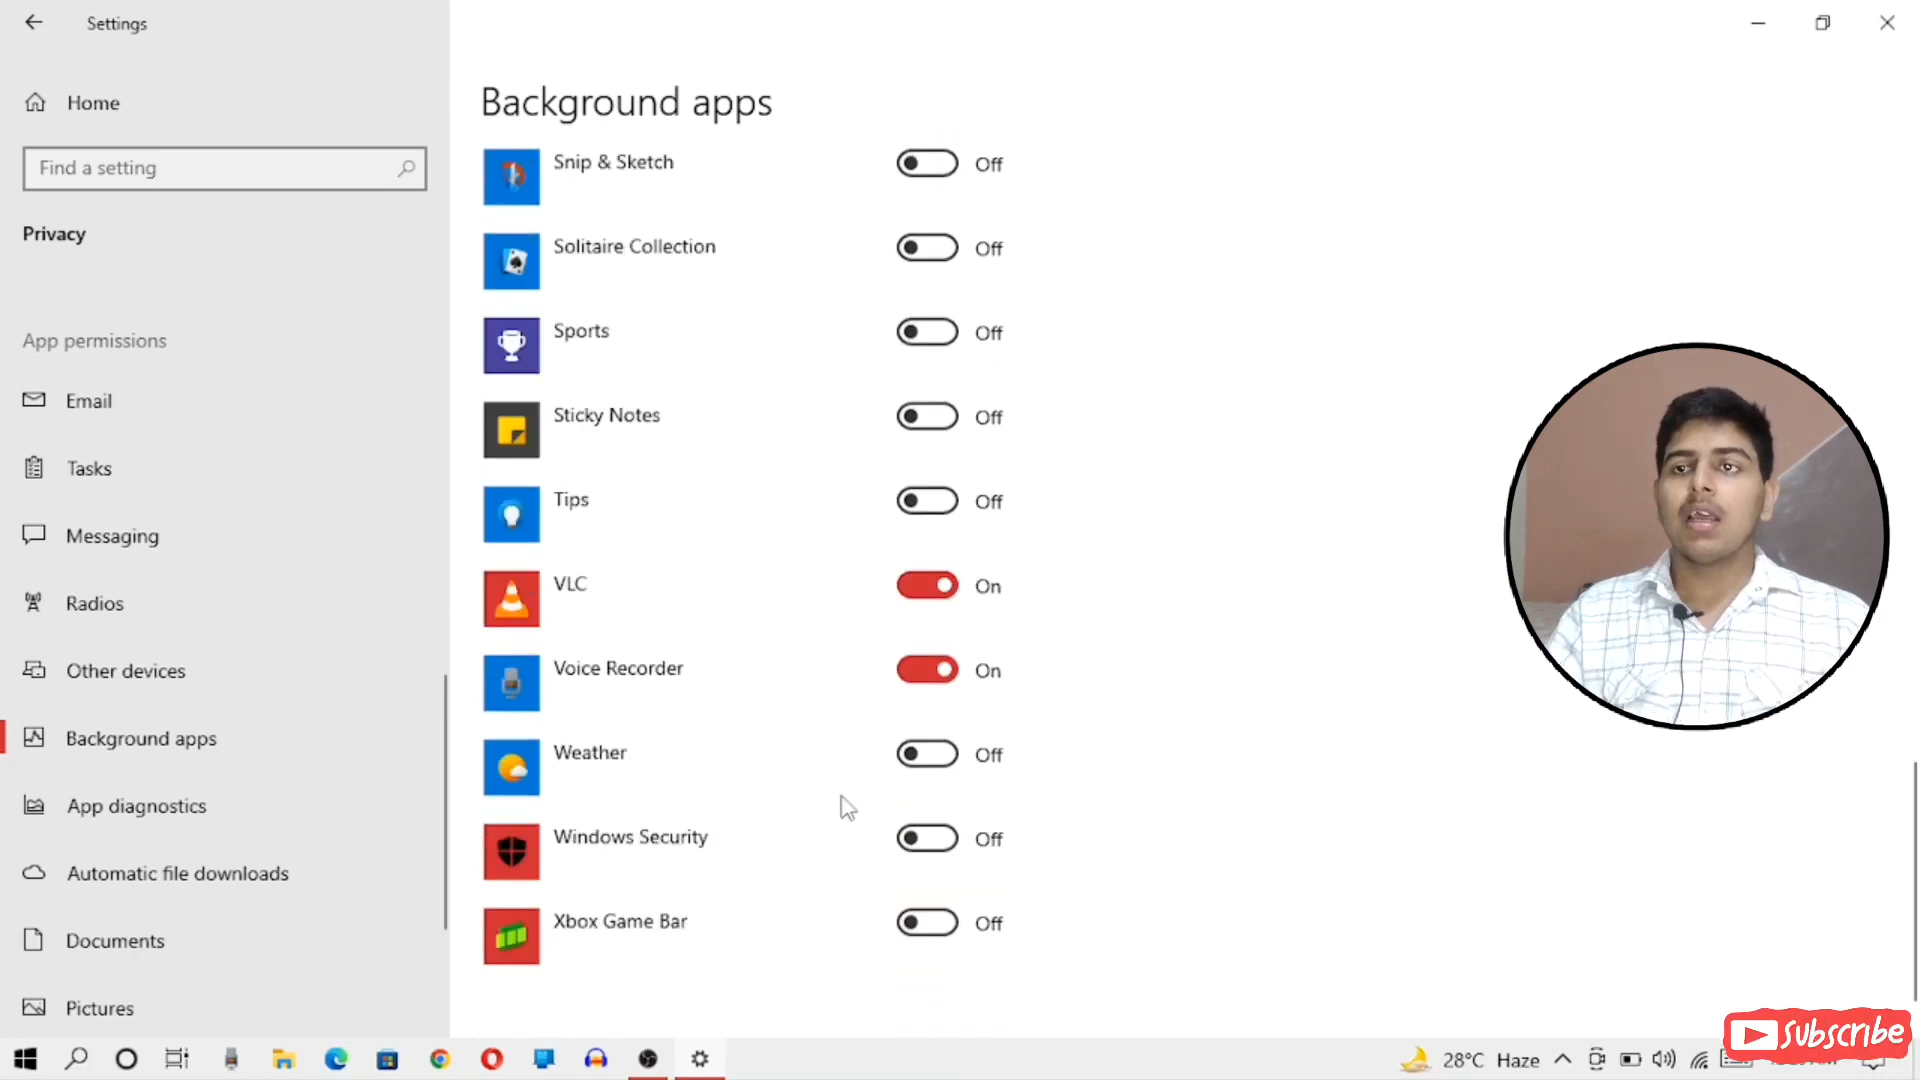 Settings
Home
Find a setting
Privacy
App permissions
Email
Tasks
Messaging
Radios
Other devices
Background apps
App diagnostics
Automatic file downloads
Documents
Pictures
Background apps
Snip & Sketch Off
Solitaire Collection Off
Sports Off
Sticky Notes Off
Tips Off
VLC On
Voice Recorder On
Weather Off
Windows Security Off
Xbox Game Bar Off
Subscribe
28°C Haze